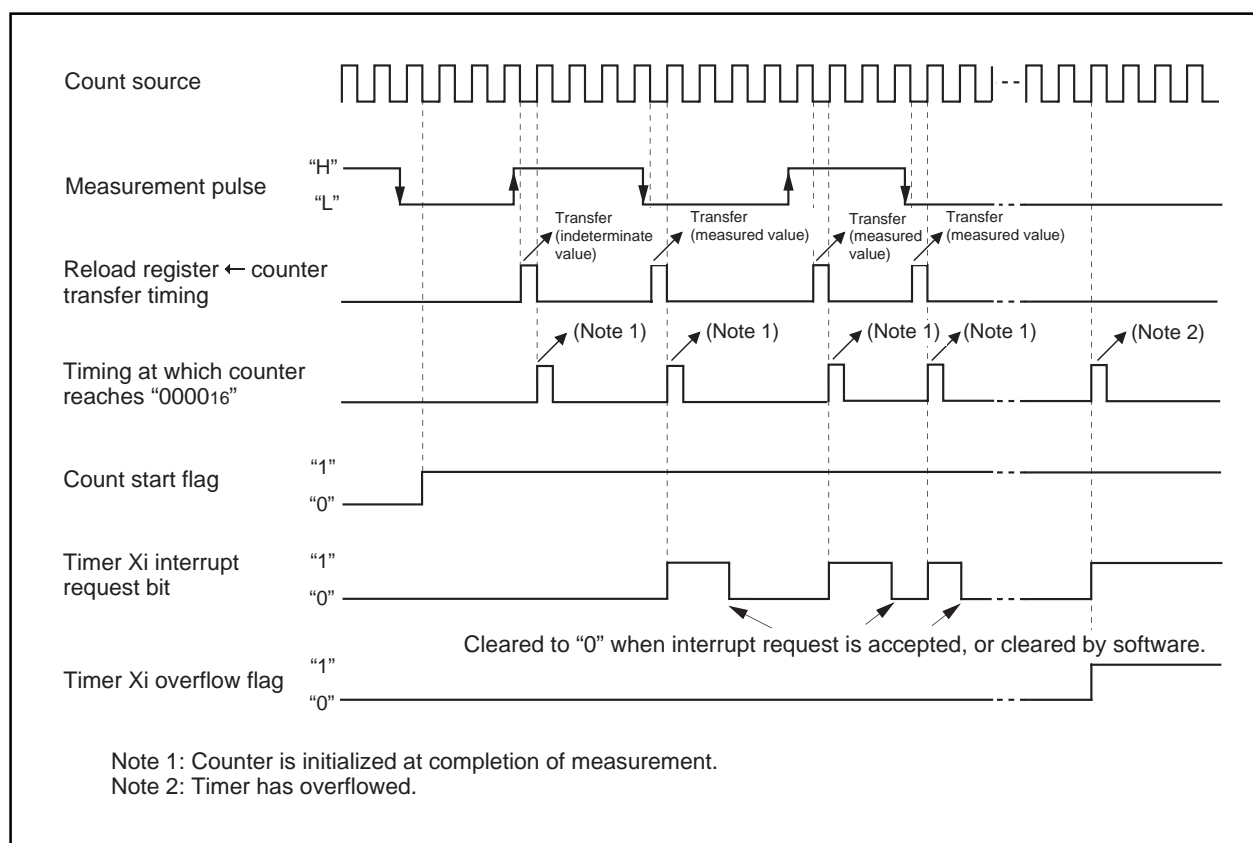 Count source
Measurement pulse
“H”
“L”
Transfer
(indeterminate
value)
Transfer
(measured value)
Transfer
(measured
value)
Transfer
(measured value)
Reload register ← counter
transfer timing
(Note 1)
(Note 1)
(Note 1)
(Note 1)
(Note 2)
Timing at which counter
reaches “000016”
Count start flag
“1”
“0”
Timer Xi interrupt
request bit
“1”
“0”
Cleared to “0” when interrupt request is accepted, or cleared by software.
Timer Xi overflow flag
“1”
“0”
Note 1: Counter is initialized at completion of measurement.
Note 2: Timer has overflowed.